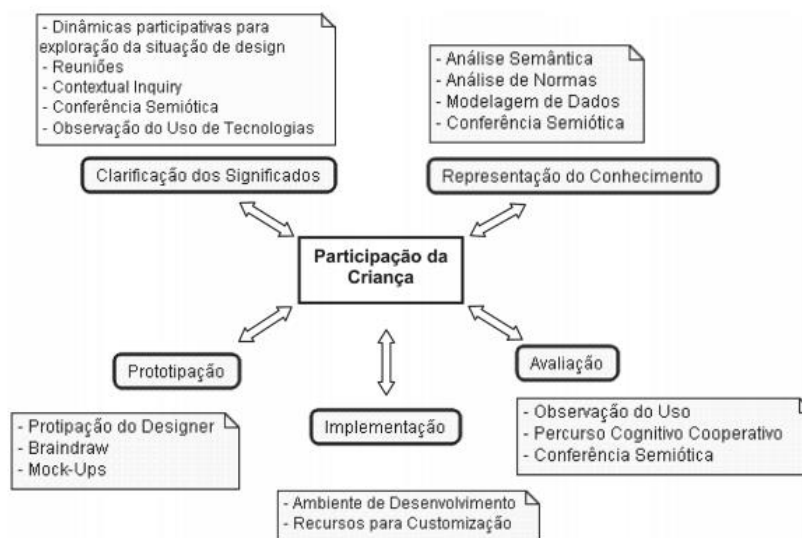 - Dinâmicas participativas para
exploração da situação de design
- Reuniões
- Contextual Inquiry
- Conferência Semiótica
- Observação do Uso de Tecnologias
- Análise Semântica
- Análise de Normas
- Modelagem de Dados
- Conferência Semiótica
Clarificação dos Significados
Representação do Conhecimento
Participação da
Criança
Prototipação
Implementação
Avaliação
- Protipação do Designer
- Braindraw
- Mock-Ups
- Ambiente de Desenvolvimento
- Recursos para Customização
- Observação do Uso
- Percurso Cognitivo Cooperativo
- Conferência Semiótica